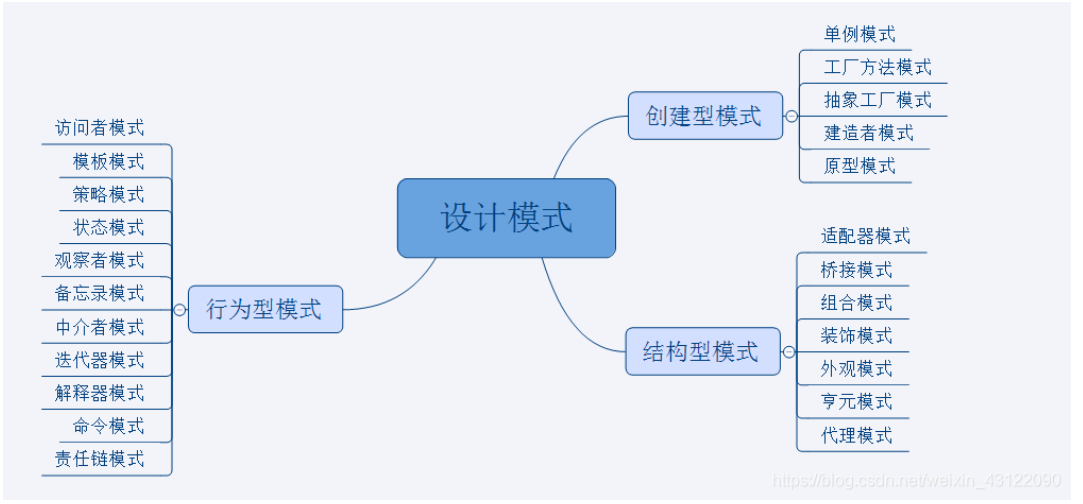 设计模式
创建型模式
单例模式
工厂方法模式
抽象工厂模式
建造者模式
原型模式
结构型模式
适配器模式
桥接模式
组合模式
装饰模式
外观模式
亨元模式
代理模式
行为型模式
访问者模式
模板模式
策略模式
状态模式
观察者模式
备忘录模式
中介者模式
迭代器模式
解释器模式
命令模式
责任链模式
https://blog.csdn.net/weixin_43122090